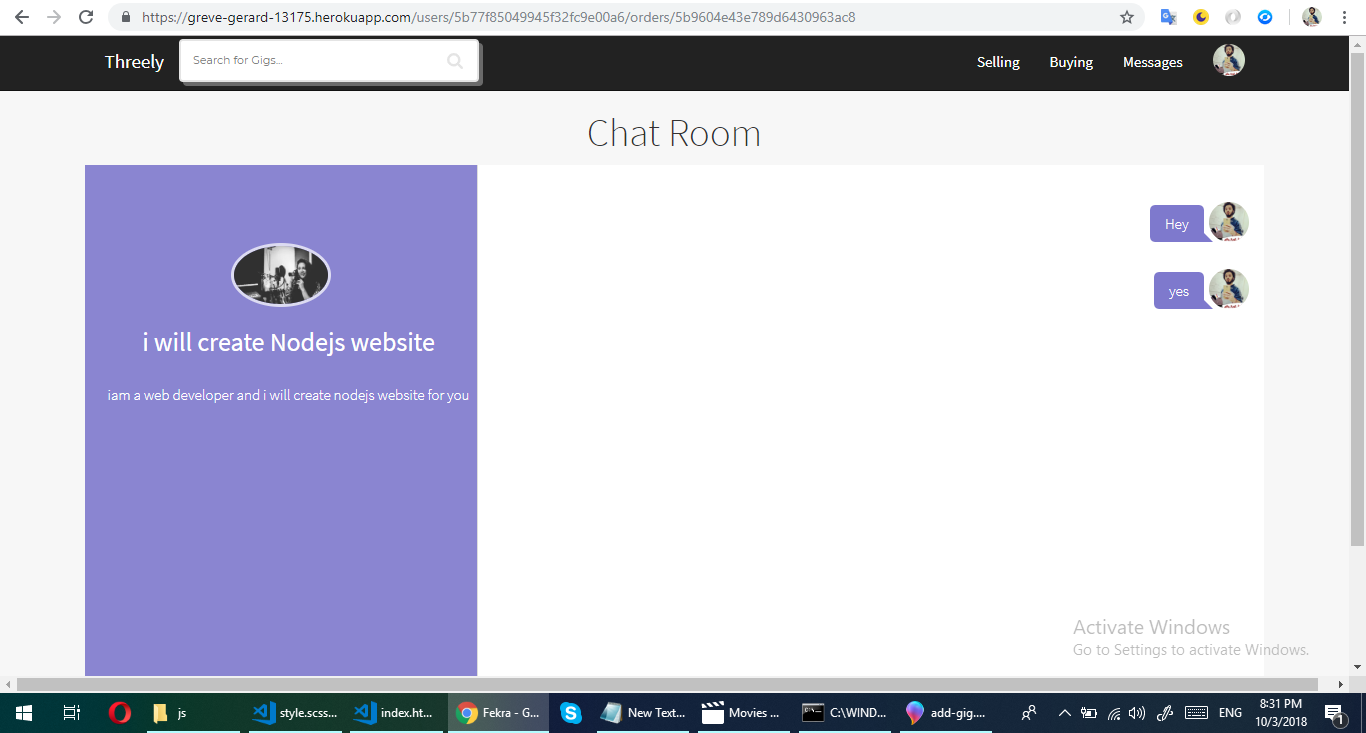 https://greve-gerard-13175.herokuapp.com/users/5b77f85049945f32fc9e00a6/orders/5b9604e43e789d6430963ac8
Threely
Search for Gigs...
Selling
Buying
Messages
Chat Room
Hey
yes
i will create Nodejs website
iam a web developer and i will create nodejs website for you
Activate Windows
Go to Settings to activate Windows.
js
style.scss...
index.ht...
Fekra - G...
New Text...
Movies ...
C:\WIND...
add-gig....
ENG
8:31 PM
10/3/2018
1